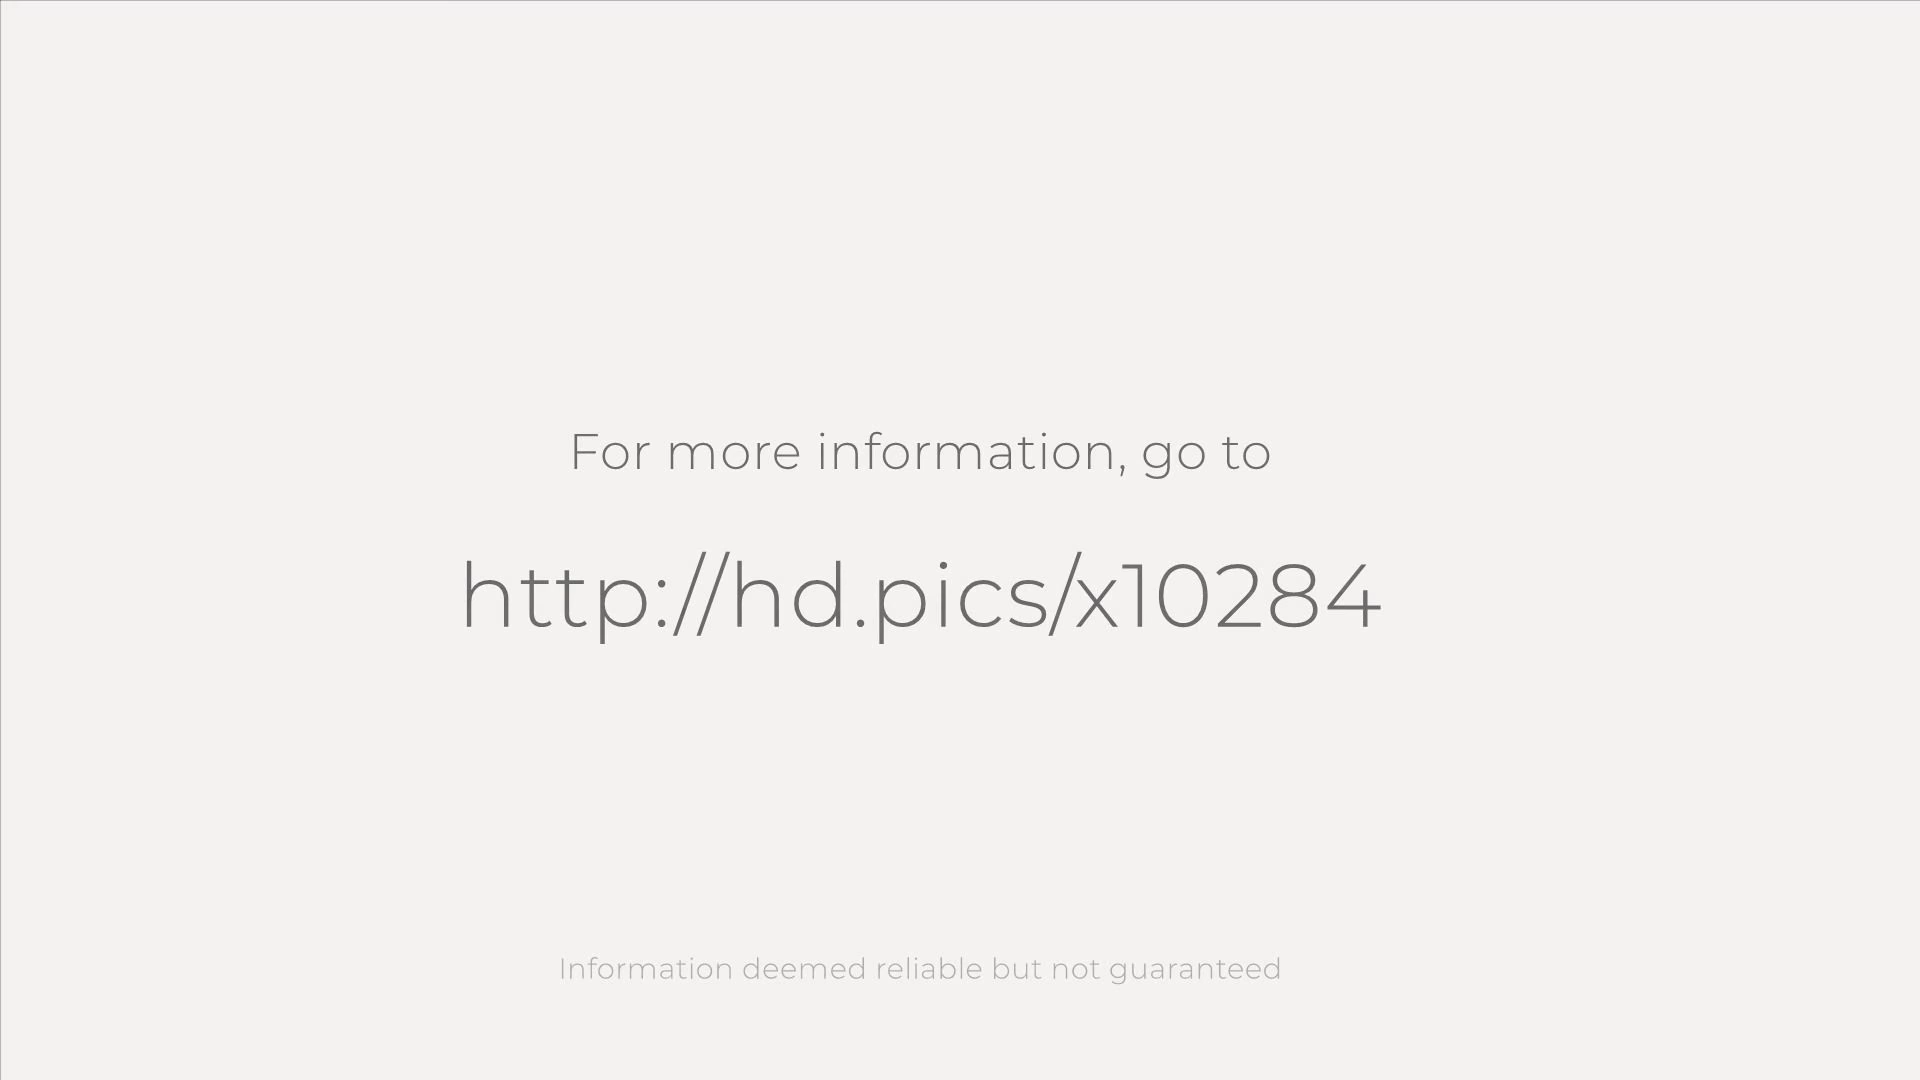 For more information, go to
http://hd.pics/x10284
Information deemed reliable but not guaranteed